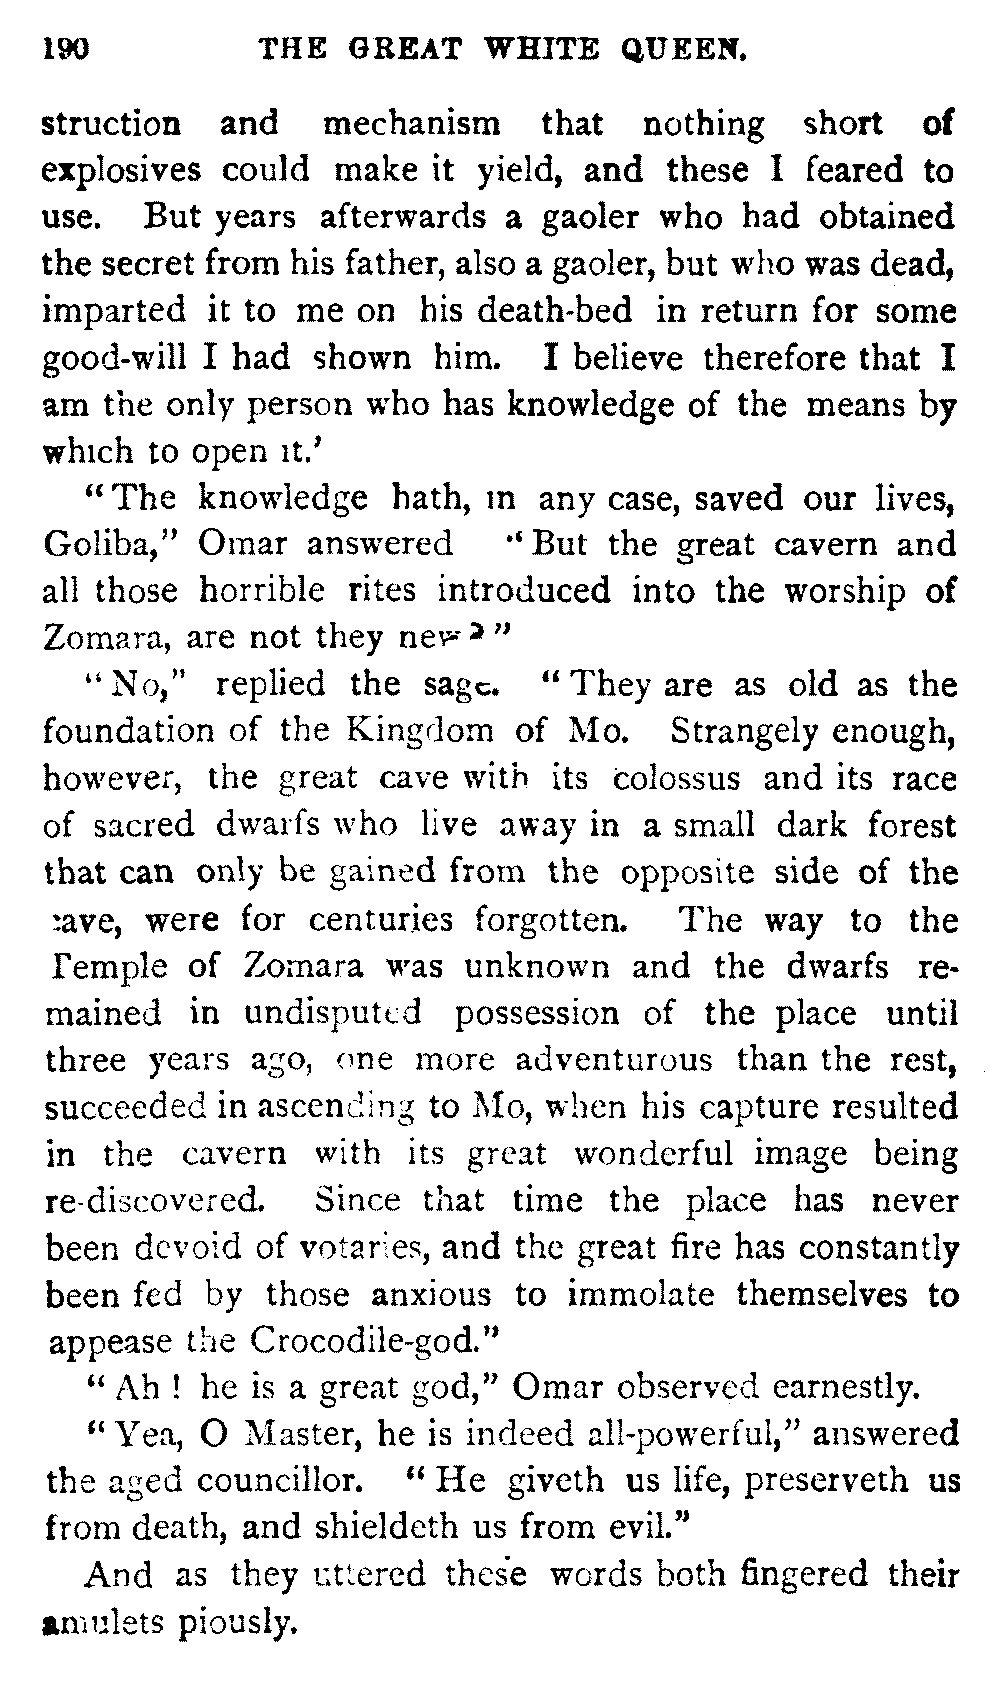 190 THE GREAT WHITE QUEEN.
struction and mechanism that nothing short of
explosives could make it yield, and these I feared to
use. But years afterwards a gaoler who had obtained
the secret from his father, also a gaoler, but who was dead,
imparted it to me on his death-bed in return for some
good-will I had shown him. I believe therefore that I
am the only person who has knowledge of the means by
which to open it.'
"The knowledge hath, in any case, saved our lives,
Goliba," Omar answered "But the great cavern and
all those horrible rites introduced into the worship of
Zomara, are not they new?"
"No," replied the sage. "They are as old as the
foundation of the Kingdom of Mo. Strangely enough,
however, the great cave with its colossus and its race
of sacred dwarfs who live away in a small dark forest
that can only be gained from the opposite side of the
cave, were for centuries forgotten. The way to the
Temple of Zomara was unknown and the dwarfs re-
mained in undisputed possession of the place until
three years ago, one more adventurous than the rest,
succeeded in ascending to Mo, when his capture resulted
in the cavern with its great wonderful image being
re-discovered. Since that time the place has never
been devoid of votaries, and the great fire has constantly
been fed by those anxious to immolate themselves to
appease the Crocodile-god."
"Ah ! he is a great god," Omar observed earnestly.
"Yea, O Master, he is indeed all-powerful," answered
the aged councillor. "He giveth us life, preserveth us
from death, and shieldeth us from evil."
And as they uttered these words both fingered their
amulets piously.